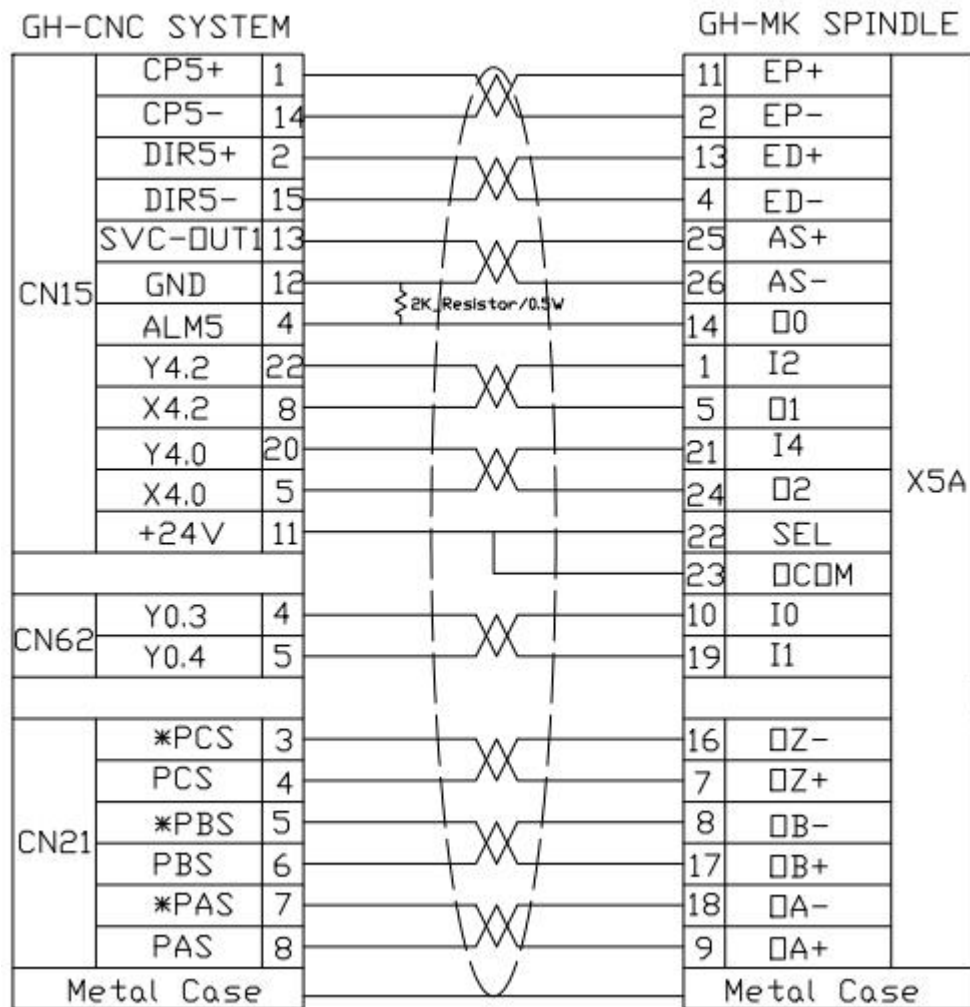 GH-CNC SYSTEM GH-MK SPINDLE
CP5+ 1 11 EP+
CP5- 14 2 EP-
DIR5+ 2 13 ED+
DIR5- 15 4 ED-
SVC-OUT1 13 25 AS+
CN15 GND 12 26 AS-
2K_Resistor/0.5W
ALM5 4 14 O0
Y4.2 22 1 I2
X4.2 8 5 O1
Y4.0 20 21 I4
X4.0 5 24 O2 X5A
+24V 11 22 SEL
23 OCOM
CN62 Y0.3 4 10 I0
Y0.4 5 19 I1
*PCS 3 16 OZ-
PCS 4 7 OZ+
CN21 *PBS 5 8 OB-
PBS 6 17 OB+
*PAS 7 18 OA-
PAS 8 9 OA+
Metal Case Metal Case